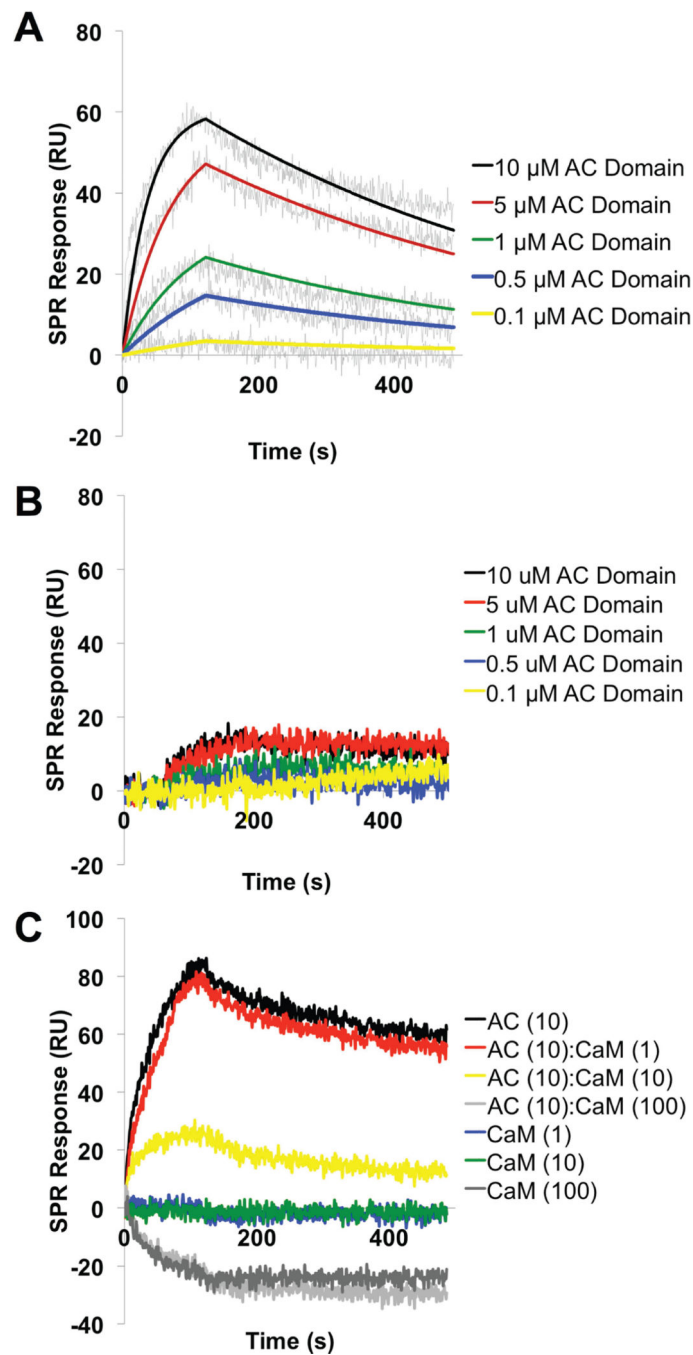 A
80
60
40
20
0
-20
0
200
400
SPR Response (RU)
Time (s)
10 µM AC Domain
5 µM AC Domain
1 µM AC Domain
0.5 µM AC Domain
0.1 µM AC Domain
B
80
60
40
20
0
-20
0
200
400
SPR Response (RU)
Time (s)
10 uM AC Domain
5 uM AC Domain
1 uM AC Domain
0.5 uM AC Domain
0.1 µM AC Domain
C
100
80
60
40
20
0
-20
-40
0
200
400
SPR Response (RU)
Time (s)
AC (10)
AC (10):CaM (1)
AC (10):CaM (10)
AC (10):CaM (100)
CaM (1)
CaM (10)
CaM (100)